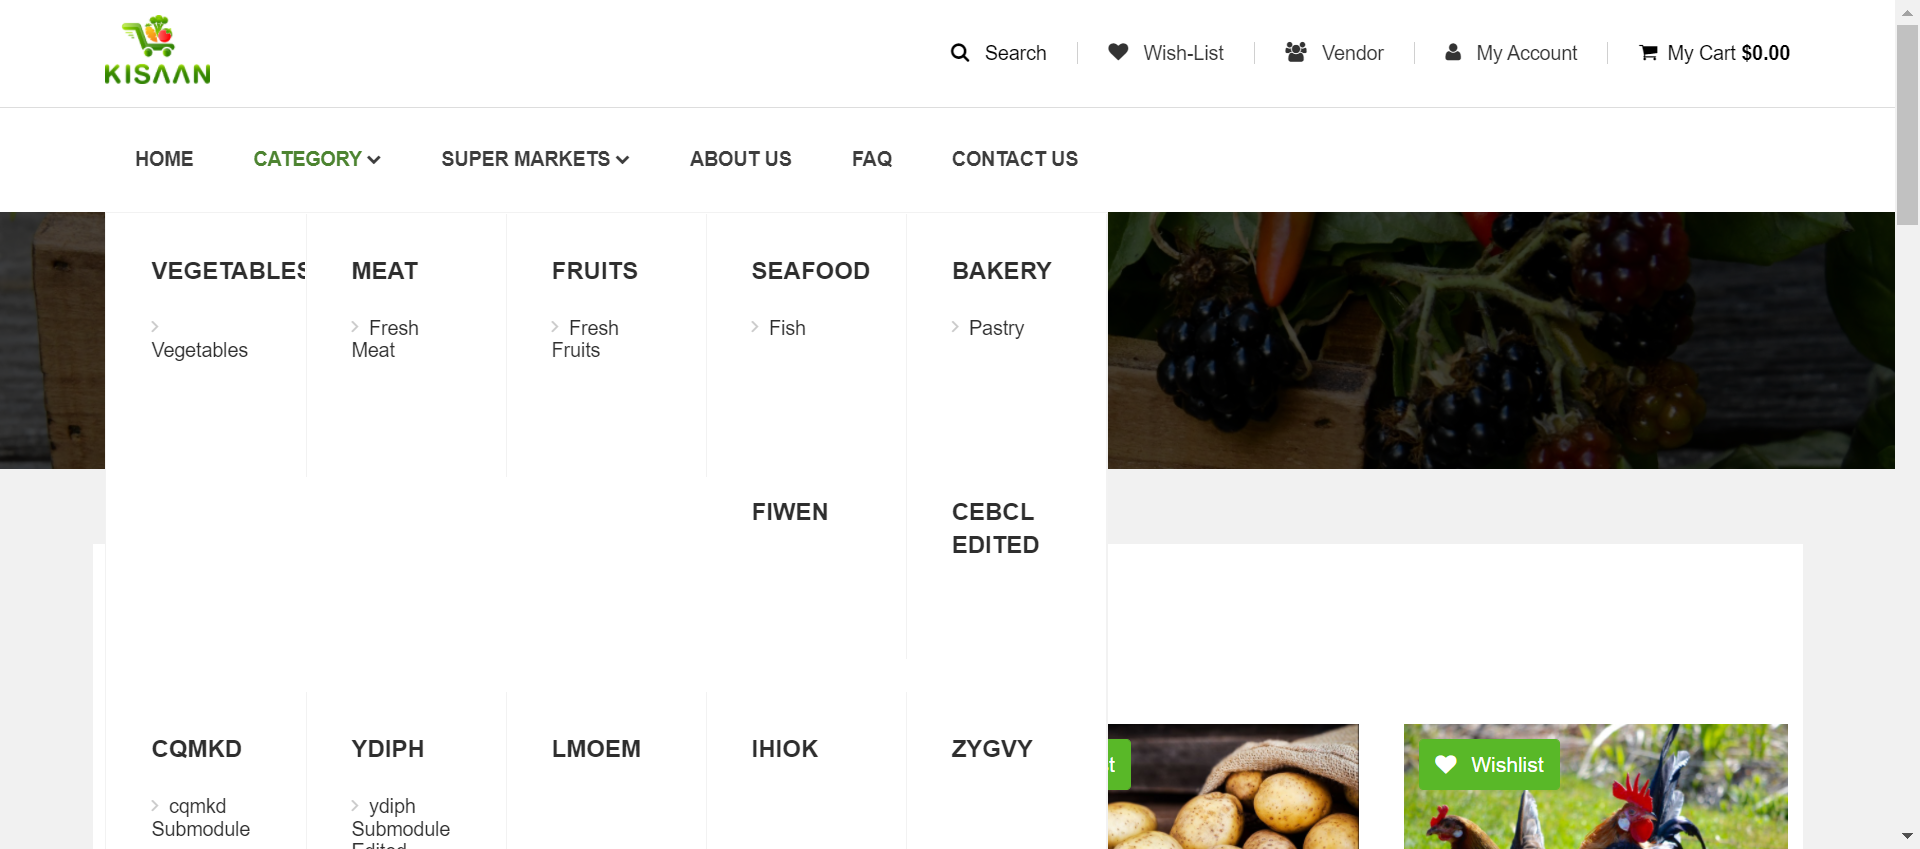 KISAAN
Search
Wish-List
Vendor
My Account
My Cart $0.00
HOME
CATEGORY
SUPER MARKETS
ABOUT US
FAQ
CONTACT US
VEGETABLES
MEAT
FRUITS
SEAFOOD
BAKERY
Vegetables
Fresh
Meat
Fresh
Fruits
Fish
Pastry
FIWEN
CEBCL
EDITED
CQMKD
YDIPH
LMOEM
IHIOK
ZYGVY
cqmkd
Submodule
ydiph
Submodule
Edited
t
Wishlist